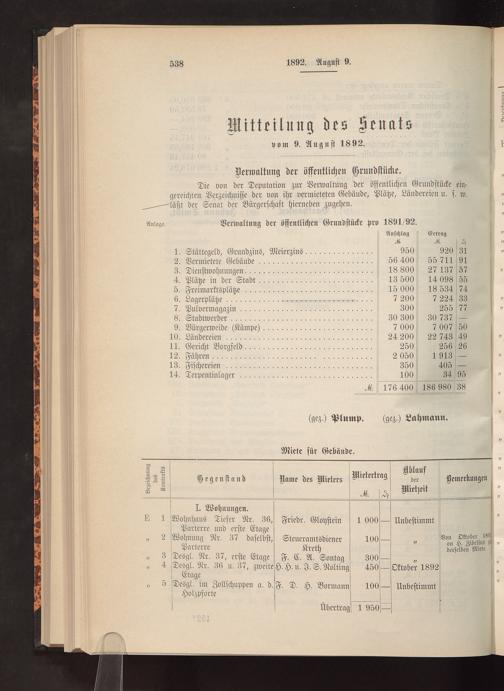 538
1892. August 9.
Mitteilung des Senats
vom 9. August 1892.
Verwaltung der öffentlichen Grundstücke.
Die von der Deputation zur Verwaltung der öffentlichen Grundstücke ein-
gereichten Verzeichnisse der von ihr vermieteten Gebäude, Plätze, Ländereien u. s. w.
läßt der Senat der Bürgerschaft hierneben zugehen.
Anlage.
Verwaltung der öffentlichen Grundstücke pro 1891/92.
Anschlag Ertrag
ℳ ℳ ₰
1. Stättegeld, Grundzins, Meierzins 950 920 31
2. Vermietete Gebäude 56 400 55 711 91
3. Dienstwohnungen 18 800 27 137 57
4. Plätze in der Stadt 13 500 14 098 55
5. Freimarktsplätze 15 000 18 534 74
6. Lagerplätze 7 200 7 224 33
7. Pulvermagazin 300 255 77
8. Stadtwerder 30 300 30 737 —
9. Bürgerweide (Kämpe) 7 000 7 007 50
10. Ländereien 24 200 22 743 49
11. Gericht Borgfeld 250 256 26
12. Fähren 2 050 1 913 —
13. Fischereien 350 405 —
14. Terpentinlager 100 34 95
ℳ 176 400 186 980 38
(gez.) Plump. (gez.) Lahmann.
Miete für Gebäude.
Bezeichnung des Kontrakts Gegenstand Name des Mieters Mietertrag Ablauf der Mietzeit Bemerkungen
ℳ ₰
I. Wohnungen.
E 1 Wohnhaus Tiefer Nr. 36, Friedr. Gloystein 1 000 — Unbestimmt
Parterre und erste Etage
„ 2 Wohnung Nr. 37 daselbst, Steueramtsdiener 100 — „ Von Oktober
Parterre Kreth
„ 3 Desgl. Nr. 37, erste Etage F. C. A. Sontag 300 — „ derselben Miete
„ 4 Desgl. Nr. 36 u. 37, zweite H. H. u. J. S. Nolting 450 — Oktober 1892
Etage
„ 5 Desgl. im Zollschuppen a. d. F. D. H. Bormann 100 — Unbestimmt
Holzpforte
Übertrag 1 950 —